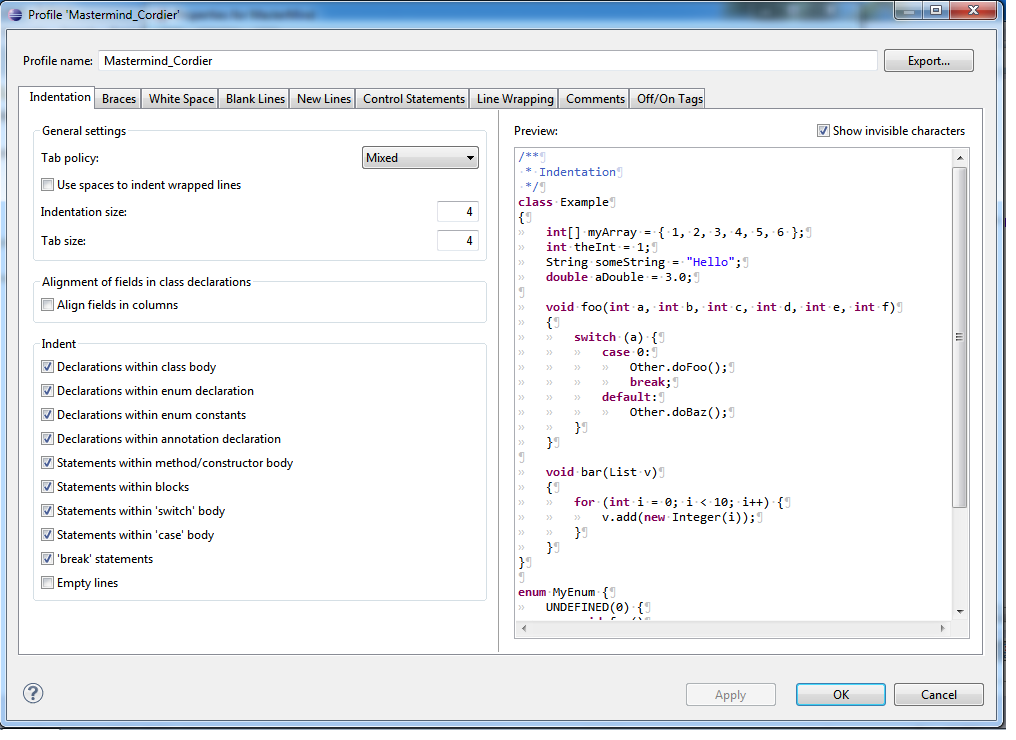 Profile 'Mastermind_Cordier'
Profile name: Mastermind_Cordier Export...
Indentation Braces White Space Blank Lines New Lines Control Statements Line Wrapping Comments Off/On Tags
General settings
Tab policy: Mixed
Use spaces to indent wrapped lines
Indentation size: 4
Tab size: 4
Alignment of fields in class declarations
Align fields in columns
Indent
Declarations within class body
Declarations within enum declaration
Declarations within enum constants
Declarations within annotation declaration
Statements within method/constructor body
Statements within blocks
Statements within 'switch' body
Statements within 'case' body
'break' statements
Empty lines
Preview: Show invisible characters
/**¶
·*·Indentation¶
·*/¶
class·Example¶
{¶
» int[]·myArray·=·{·1,·2,·3,·4,·5,·6·};¶
» int·theInt·=·1;¶
» String·someString·=·"Hello";¶
» double·aDouble·=·3.0;¶
¶
» void·foo(int·a,·int·b,·int·c,·int·d,·int·e,·int·f)¶
» {¶
» » switch·(a)·{¶
» » » case·0:¶
» » » » Other.doFoo();¶
» » » » break;¶
» » » default:¶
» » » » Other.doBaz();¶
» » }¶
» }¶
¶
» void·bar(List·v)¶
» {¶
» » for·(int·i·=·0;·i·<·10;·i++)·{¶
» » » v.add(new·Integer(i));¶
» » }¶
» }¶
}¶
¶
enum·MyEnum·{¶
» UNDEFINED(0)·{¶
? Apply OK Cancel